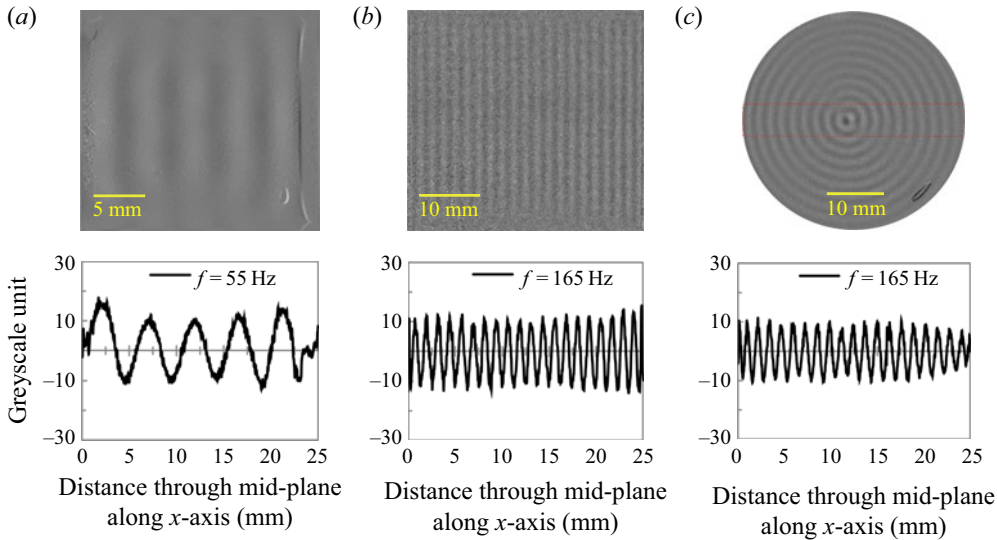 (a)
(b)
(c)
5 mm
10 mm
10 mm
30
10
–10
–30
Greyscale unit
f = 55 Hz
0 5 10 15 20 25
Distance through mid-plane
along x-axis (mm)
30
10
–10
–30
f = 165 Hz
0 5 10 15 20 25
Distance through mid-plane
along x-axis (mm)
30
10
–10
–30
f = 165 Hz
0 5 10 15 20 25
Distance through mid-plane
along x-axis (mm)